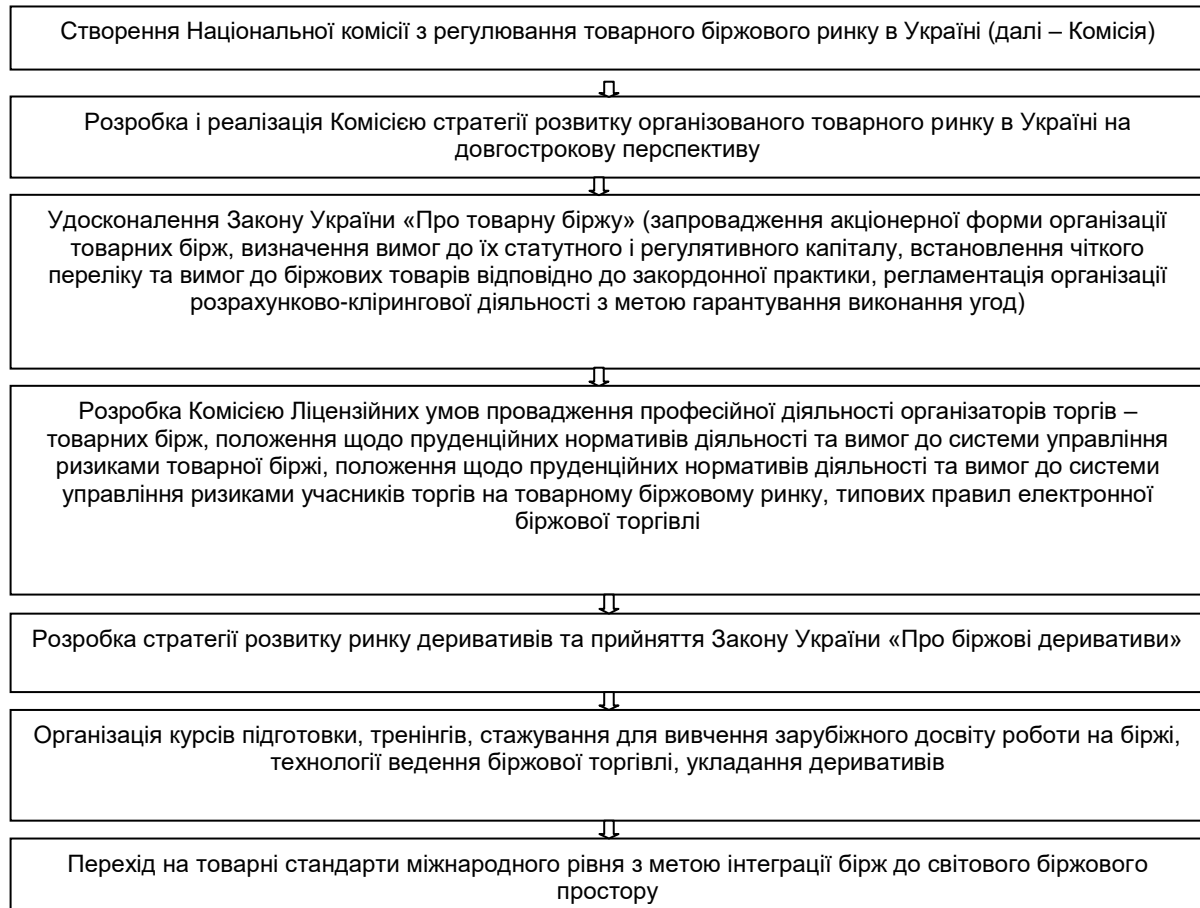 Створення Національної комісії з регулювання товарного біржового ринку в Україні (далі – Комісія)
Розробка і реалізація Комісією стратегії розвитку організованого товарного ринку в Україні на
довгострокову перспективу
Удосконалення Закону України «Про товарну біржу» (запровадження акціонерної форми організації
товарних бірж, визначення вимог до їх статутного і регулятивного капіталу, встановлення чіткого
переліку та вимог до біржових товарів відповідно до закордонної практики, регламентація організації
розрахунково-клірингової діяльності з метою гарантування виконання угод)
Розробка Комісією Ліцензійних умов провадження професійної діяльності організаторів торгів –
товарних бірж, положення щодо пруденційних нормативів діяльності та вимог до системи управління
ризиками товарної біржі, положення щодо пруденційних нормативів діяльності та вимог до системи
управління ризиками учасників торгів на товарному біржовому ринку, типових правил електронної
біржової торгівлі
Розробка стратегії розвитку ринку деривативів та прийняття Закону України «Про біржові деривативи»
Організація курсів підготовки, тренінгів, стажування для вивчення зарубіжного досвіту роботи на біржі,
технології ведення біржової торгівлі, укладання деривативів
Перехід на товарні стандарти міжнародного рівня з метою інтеграції бірж до світового біржового
простору